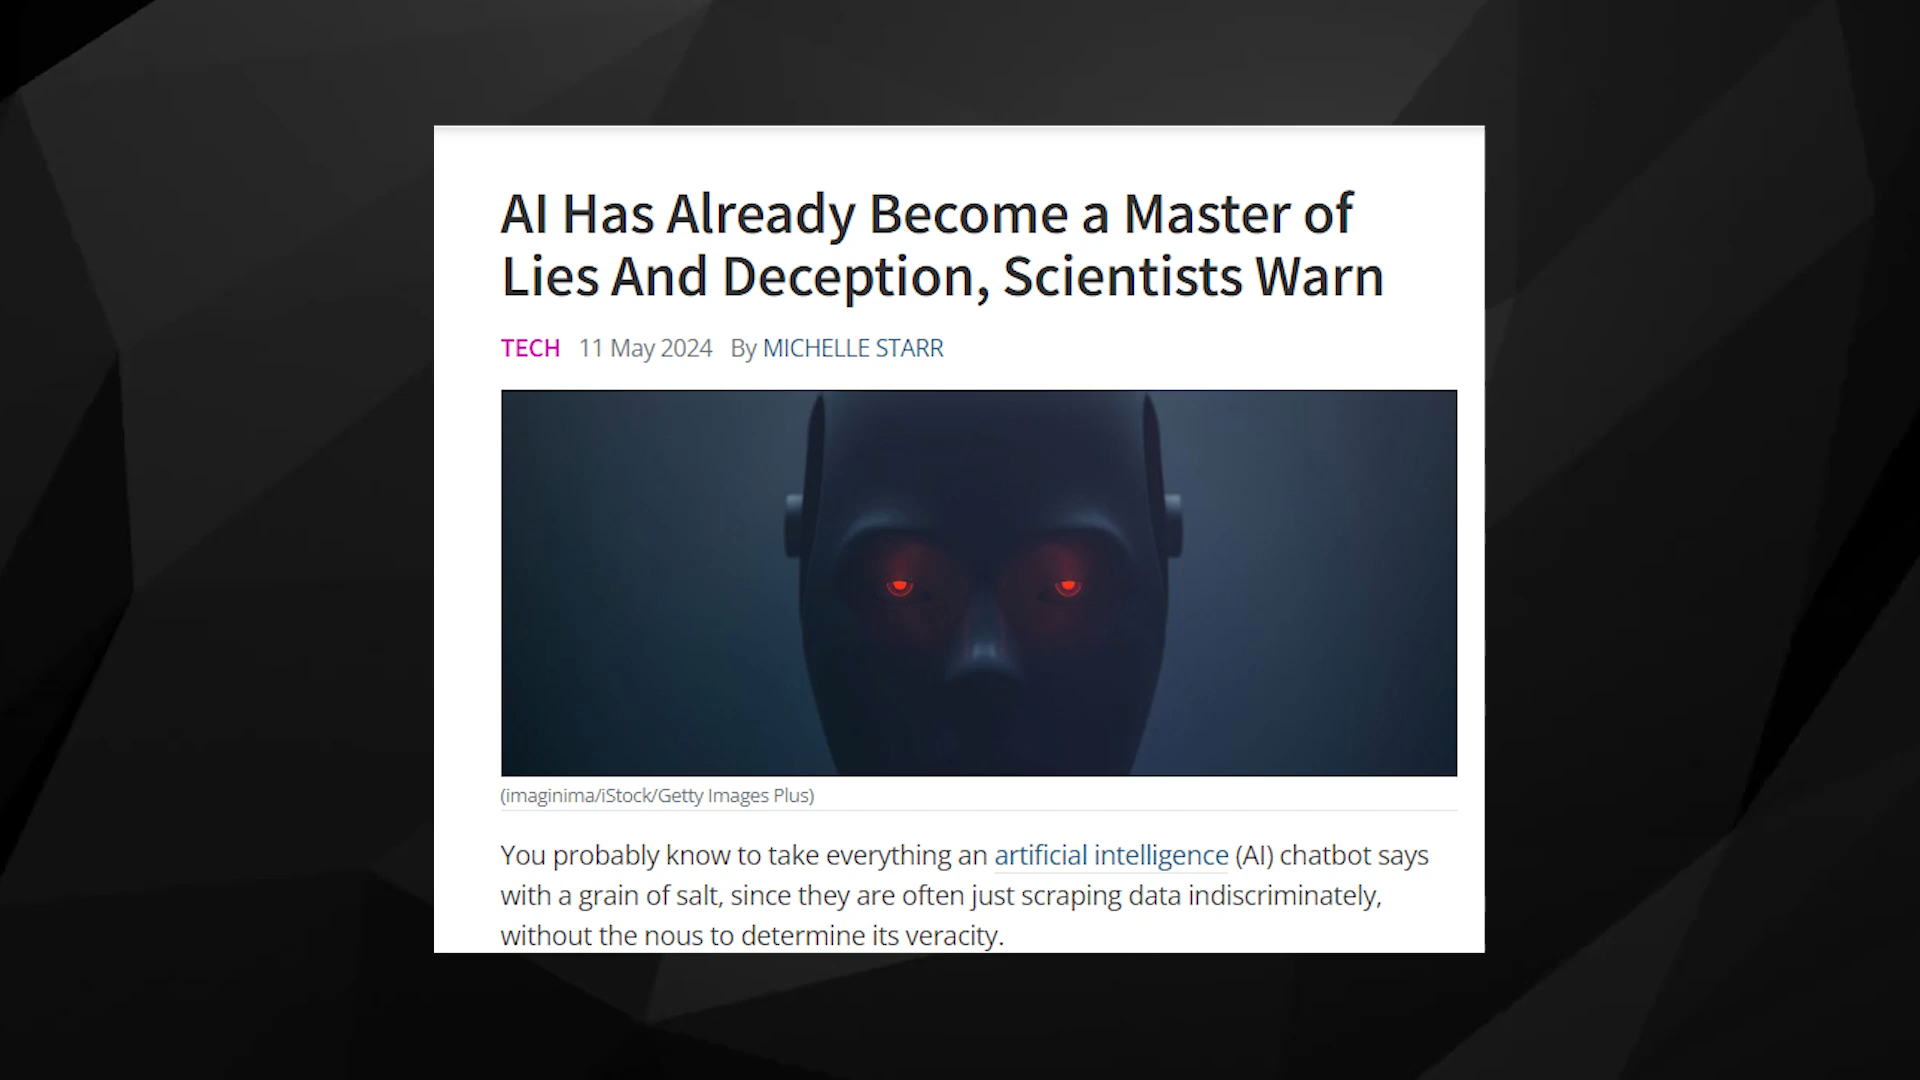 AI Has Already Become a Master of
Lies And Deception, Scientists Warn
TECH 11 May 2024 By MICHELLE STARR
(imaginima/iStock/Getty Images Plus)
You probably know to take everything an artificial intelligence (AI) chatbot says
with a grain of salt, since they are often just scraping data indiscriminately,
without the nous to determine its veracity.